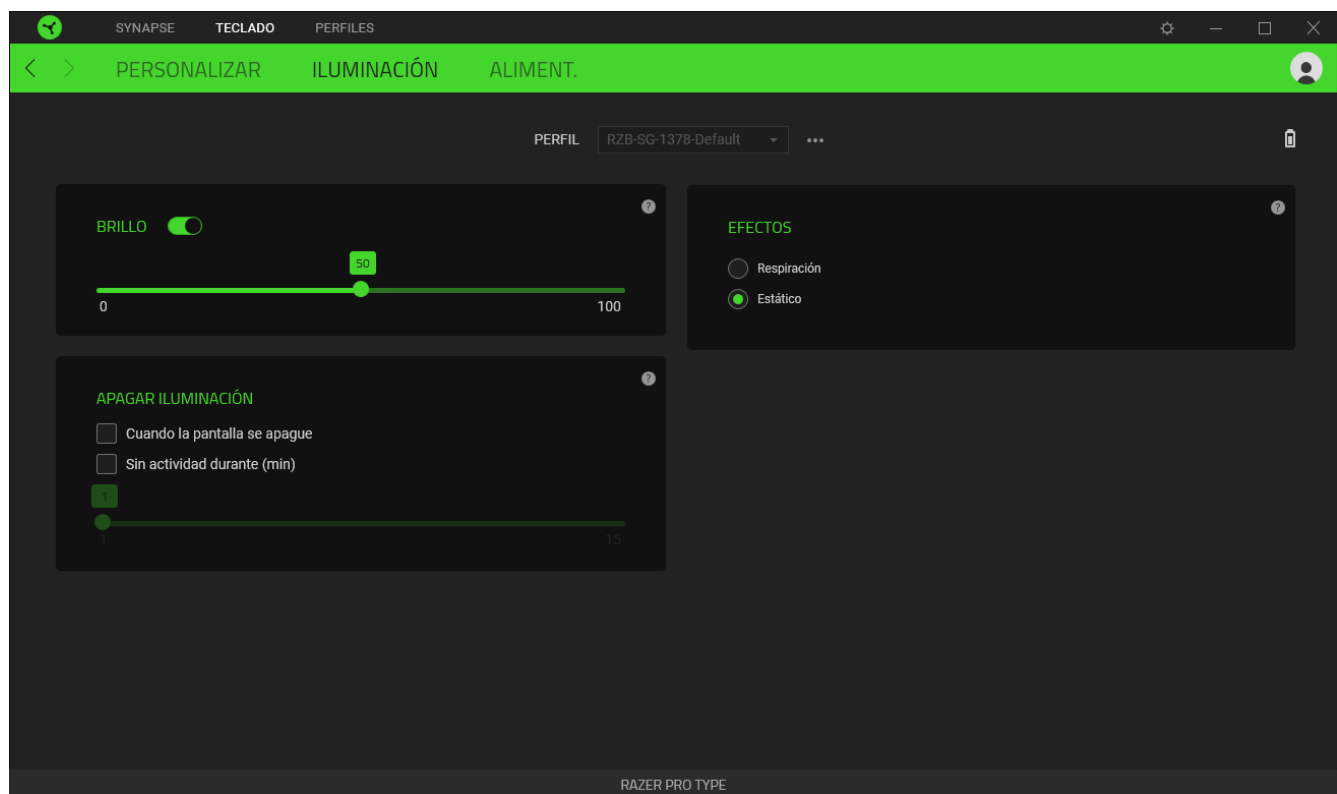 SYNAPSE TECLADO PERFILES
PERSONALIZAR ILUMINACIÓN ALIMENT.
PERFIL RZB-SG-1378-Default
BRILLO
50
0 100
EFECTOS
Respiración
Estático
APAGAR ILUMINACIÓN
Cuando la pantalla se apague
Sin actividad durante (min)
1
1 15
RAZER PRO TYPE